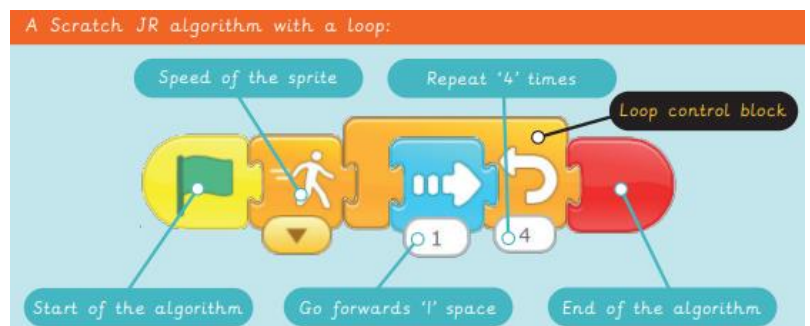 A Scratch JR algorithm with a loop:
Speed of the sprite
Repeat '4' times
Loop control block
1
4
Start of the algorithm
Go forwards '1' space
End of the algorithm